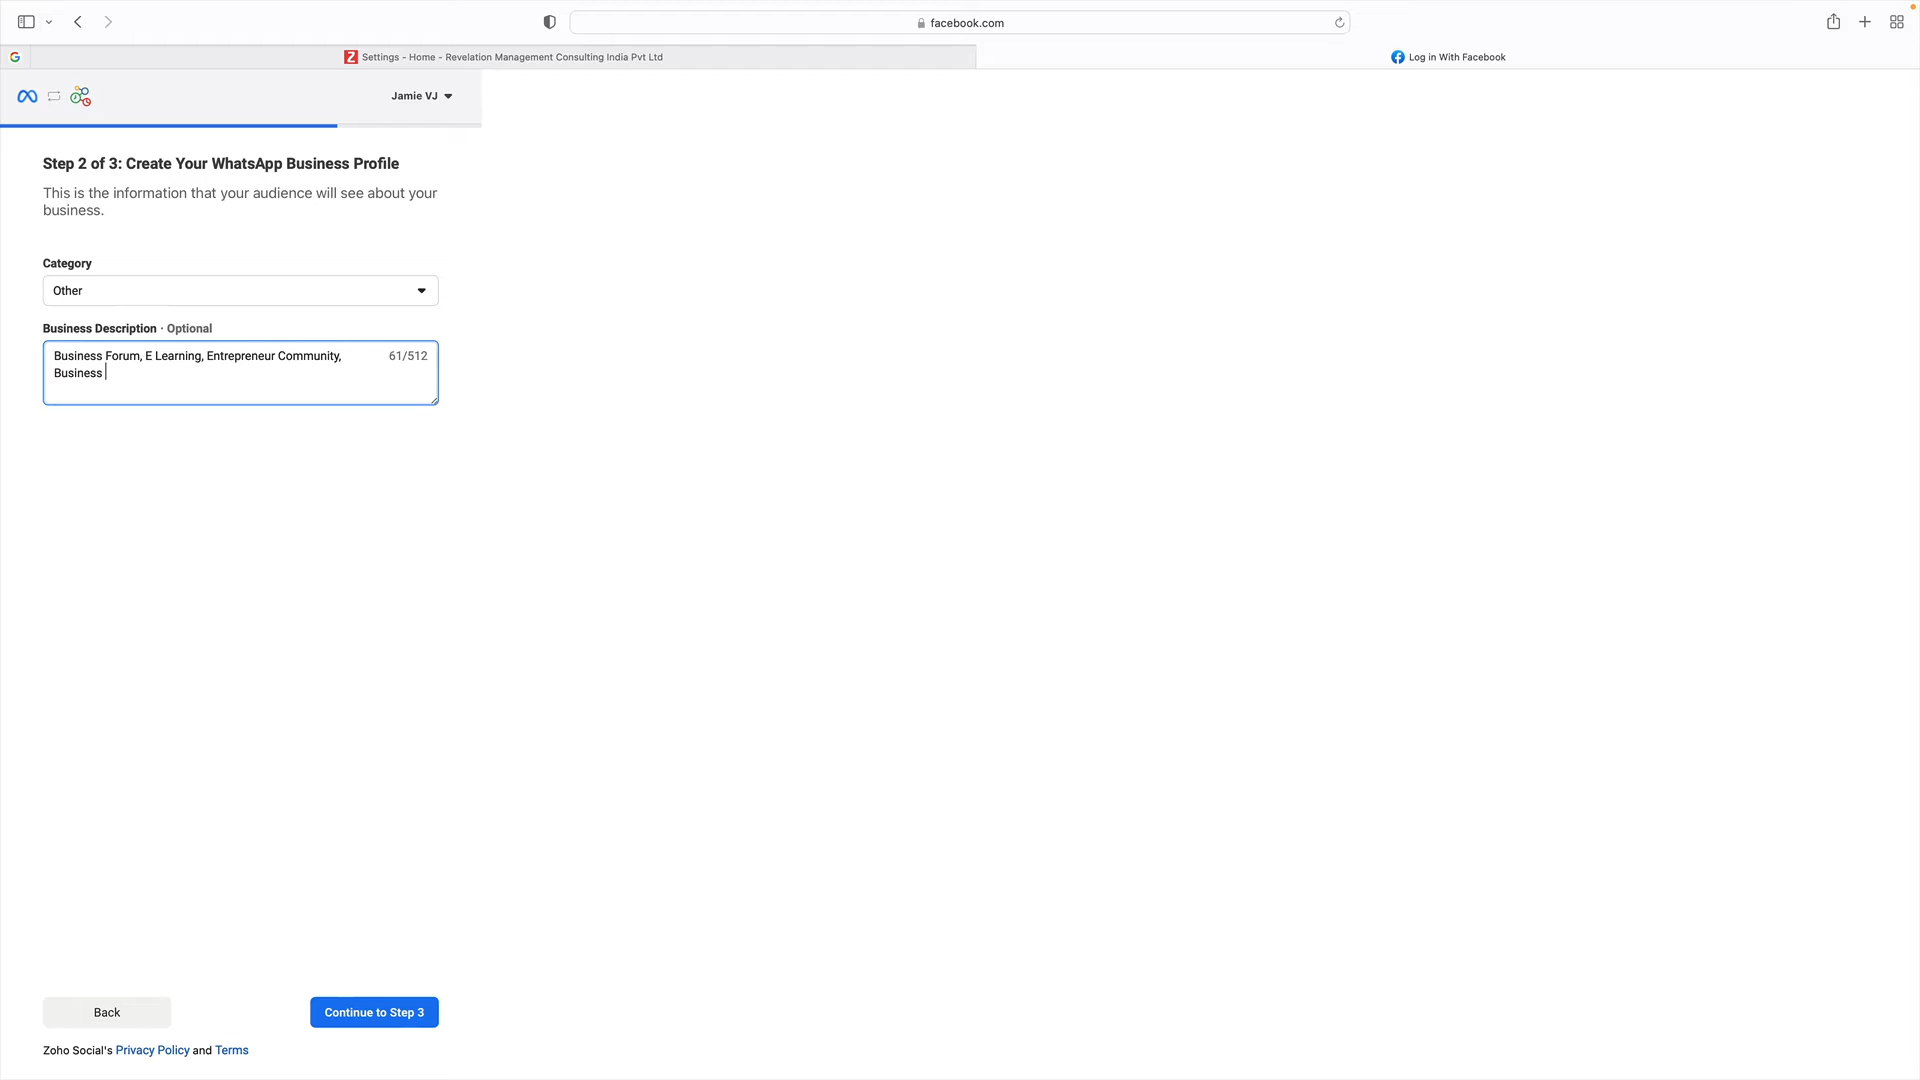 facebook.com
Settings - Home - Revelation Management Consulting India Pvt Ltd
Log in With Facebook
Jamie VJ
Step 2 of 3: Create Your WhatsApp Business Profile
This is the information that your audience will see about your
business.
Category
Other
Business Description · Optional
Business Forum, E Learning, Entrepreneur Community, 61/512
Business
Back
Continue to Step 3
Zoho Social's Privacy Policy and Terms